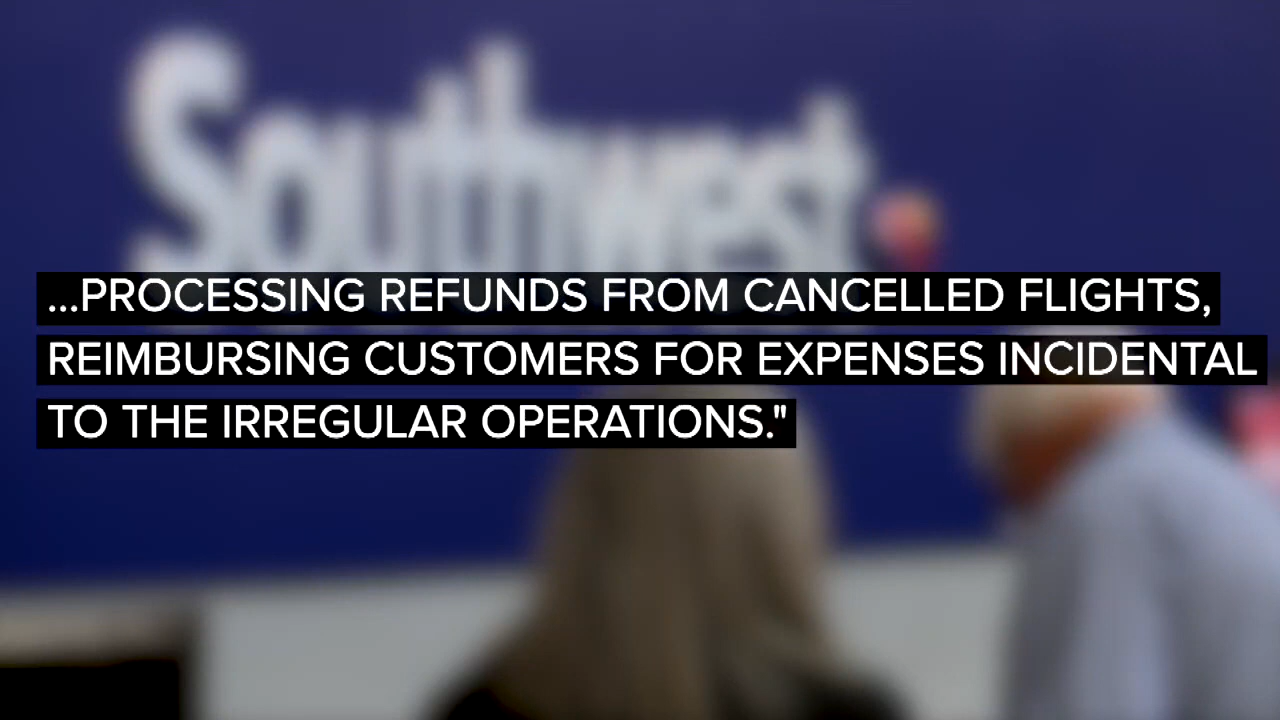 Southwest
...PROCESSING REFUNDS FROM CANCELLED FLIGHTS,
REIMBURSING CUSTOMERS FOR EXPENSES INCIDENTAL
TO THE IRREGULAR OPERATIONS."